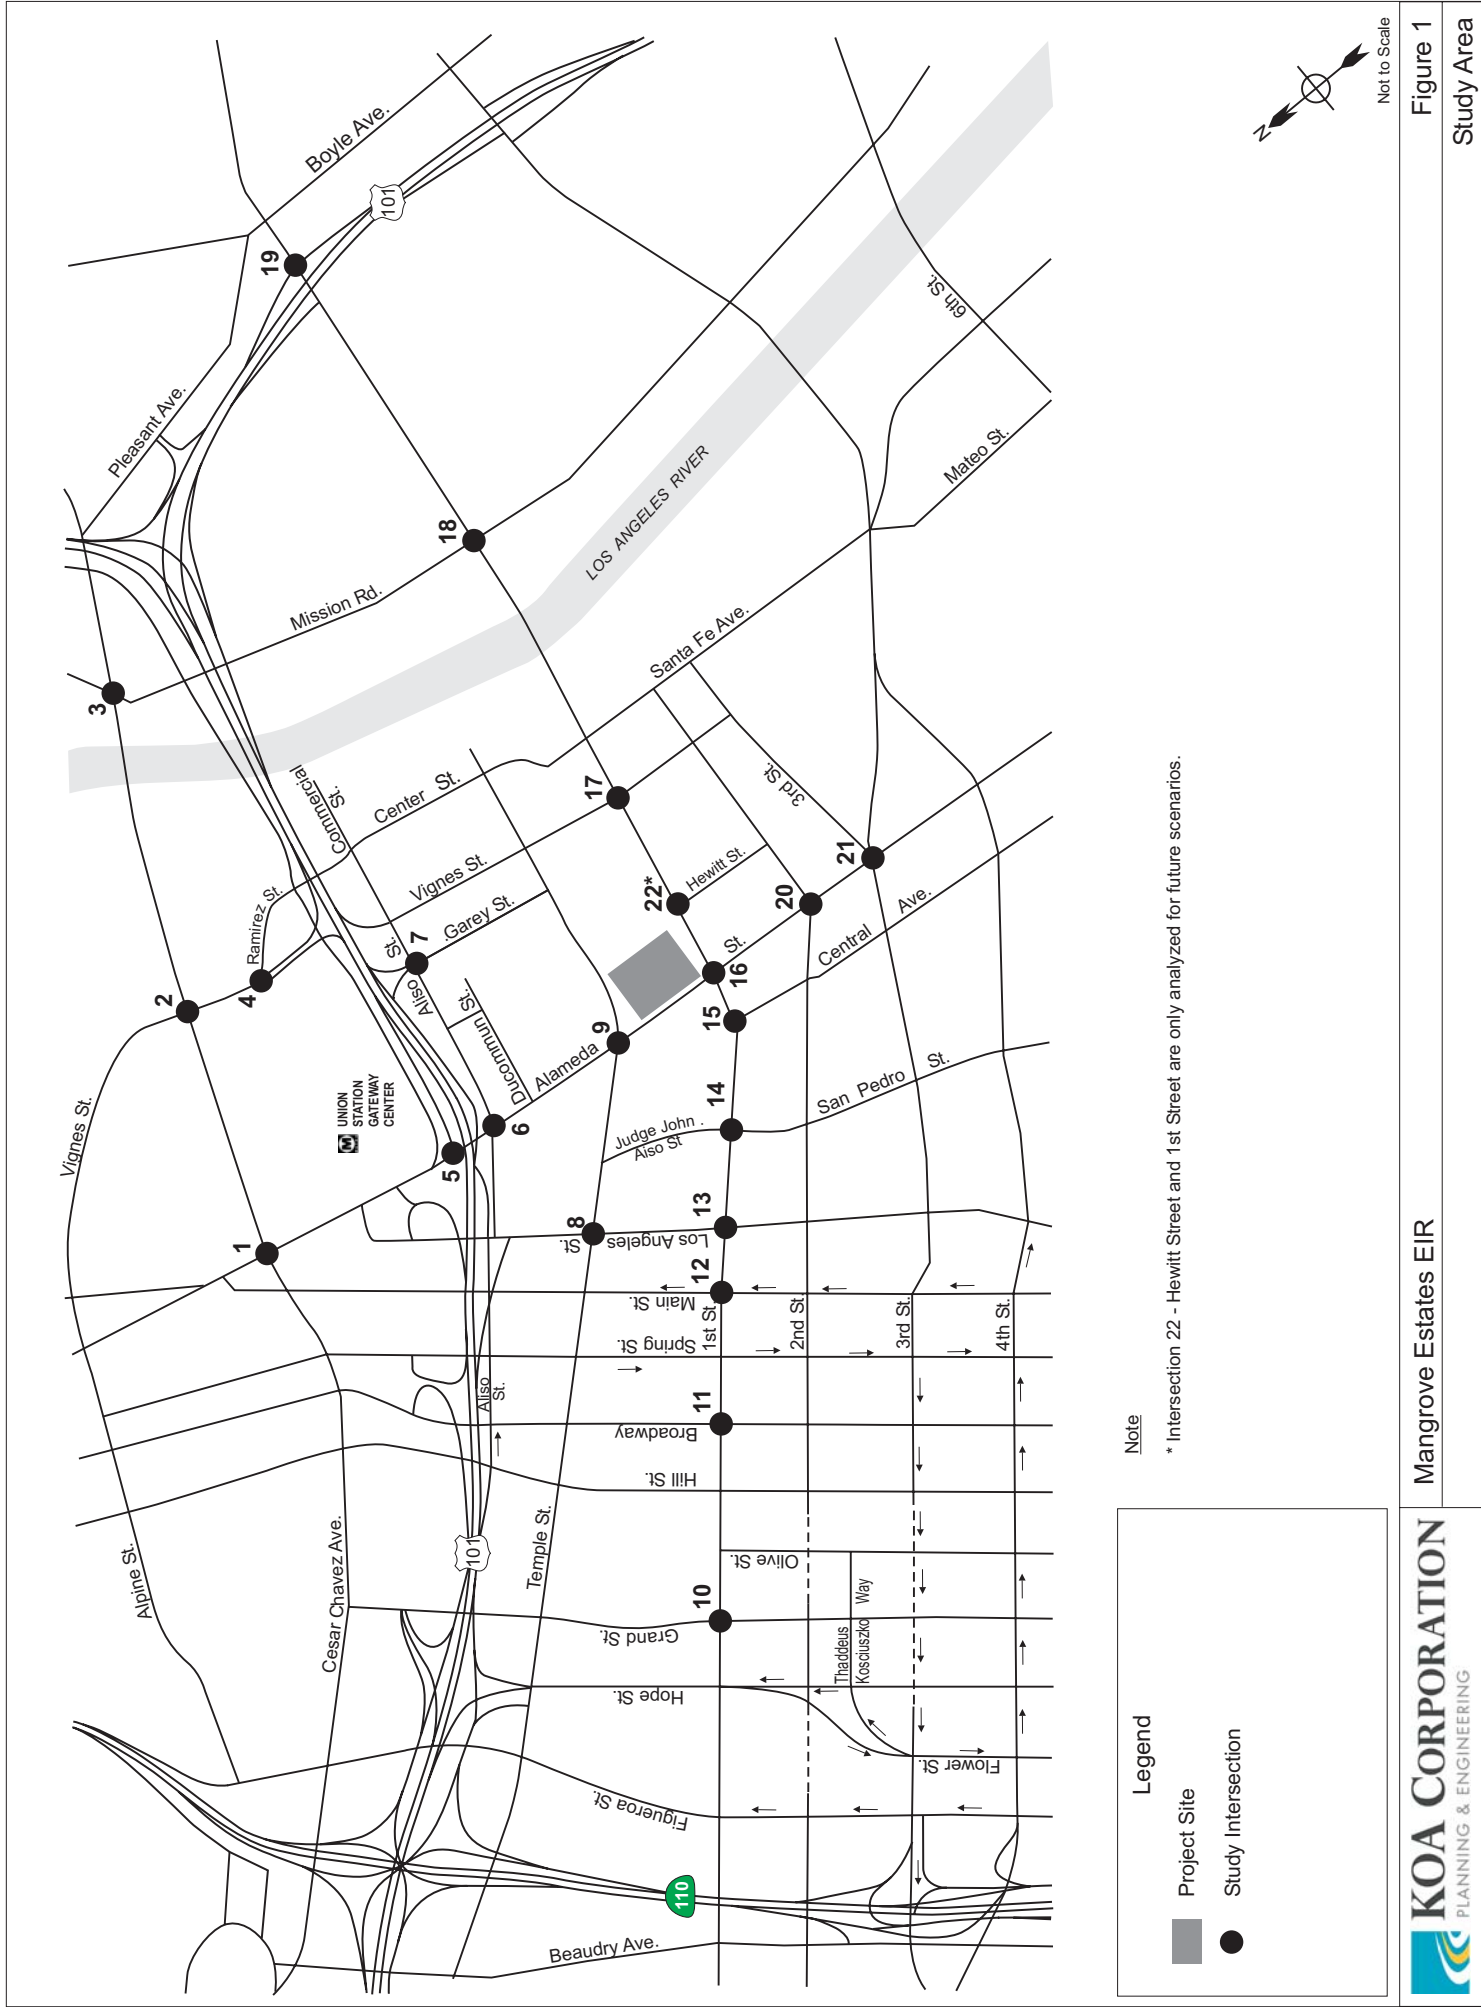 Boyle Ave.
101
19
Pleasant Ave.
18
Mission Rd.
3
LOS ANGELES RIVER
6th St.
Mateo St.
Santa Fe Ave.
Commercial
St.
Center St.
17
3rd St.
Vignes St.
Ramirez St.
22*
Hewitt St.
21
20
Garey St.
7
Aliso St.
2
4
St.
16
Central Ave.
15
9
Ducommun St.
Alameda
14
San Pedro St.
UNION
STATION
GATEWAY
CENTER
M
Vignes St.
6
5
Judge John .
Aiso St
13
8
Los Angeles St.
1
12
Main St.
1st St.
2nd St.
3rd St.
4th St.
Spring St.
Aliso
St.
11
Broadway
Hill St.
Alpine St.
Cesar Chavez Ave.
101
Temple St.
Olive St.
10
Grand St.
Thaddeus
Kosciuszko Way
Hope St.
Flower St.
Figueroa St.
110
Beaudry Ave.
N
Not to Scale
Note
* Intersection 22 - Hewitt Street and 1st Street are only analyzed for future scenarios.
Legend
Project Site
Study Intersection
KOA CORPORATION
PLANNING & ENGINEERING
Mangrove Estates EIR
Figure 1
Study Area